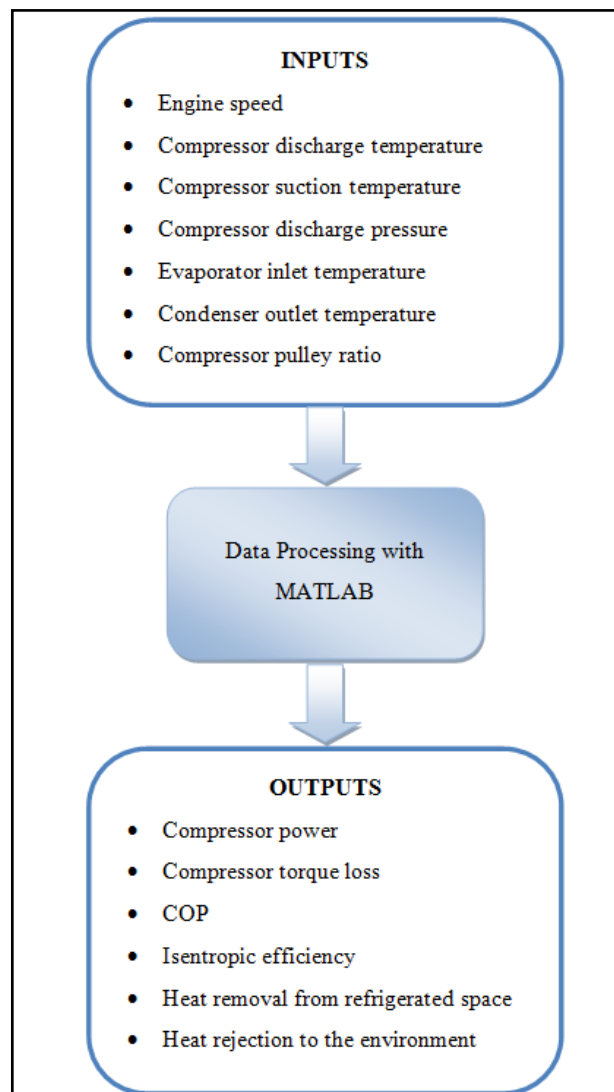 INPUTS
• Engine speed
• Compressor discharge temperature
• Compressor suction temperature
• Compressor discharge pressure
• Evaporator inlet temperature
• Condenser outlet temperature
• Compressor pulley ratio
Data Processing with
MATLAB
OUTPUTS
• Compressor power
• Compressor torque loss
• COP
• Isentropic efficiency
• Heat removal from refrigerated space
• Heat rejection to the environment